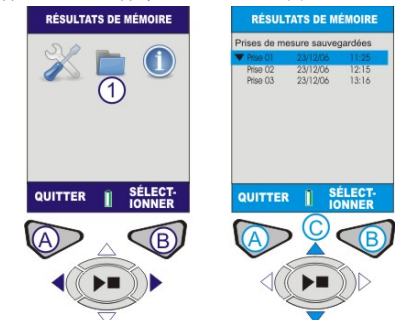 RÉSULTATS DE MÉMOIRE
1
QUITTER
SÉLECT-
IONNER
A
B
RÉSULTATS DE MÉMOIRE
Prises de mesure sauvegardées
Prise 01 23/12/06 11:25
Prise 02 23/12/06 12:15
Prise 03 23/12/06 13:16
QUITTER
SÉLECT-
IONNER
A
C
B